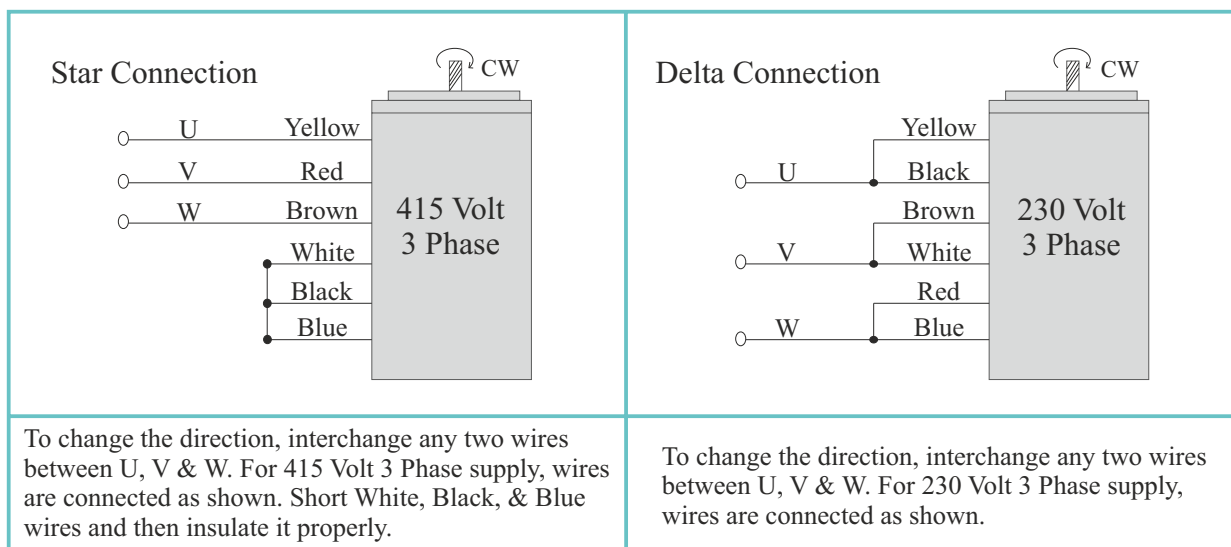 Star Connection
CW
U Yellow
V Red
W Brown
White
Black
Blue
415 Volt
3 Phase
To change the direction, interchange any two wires
between U, V & W. For 415 Volt 3 Phase supply, wires
are connected as shown. Short White, Black, & Blue
wires and then insulate it properly.
Delta Connection
CW
Yellow
U Black
Brown
V White
Red
W Blue
230 Volt
3 Phase
To change the direction, interchange any two wires
between U, V & W. For 230 Volt 3 Phase supply,
wires are connected as shown.